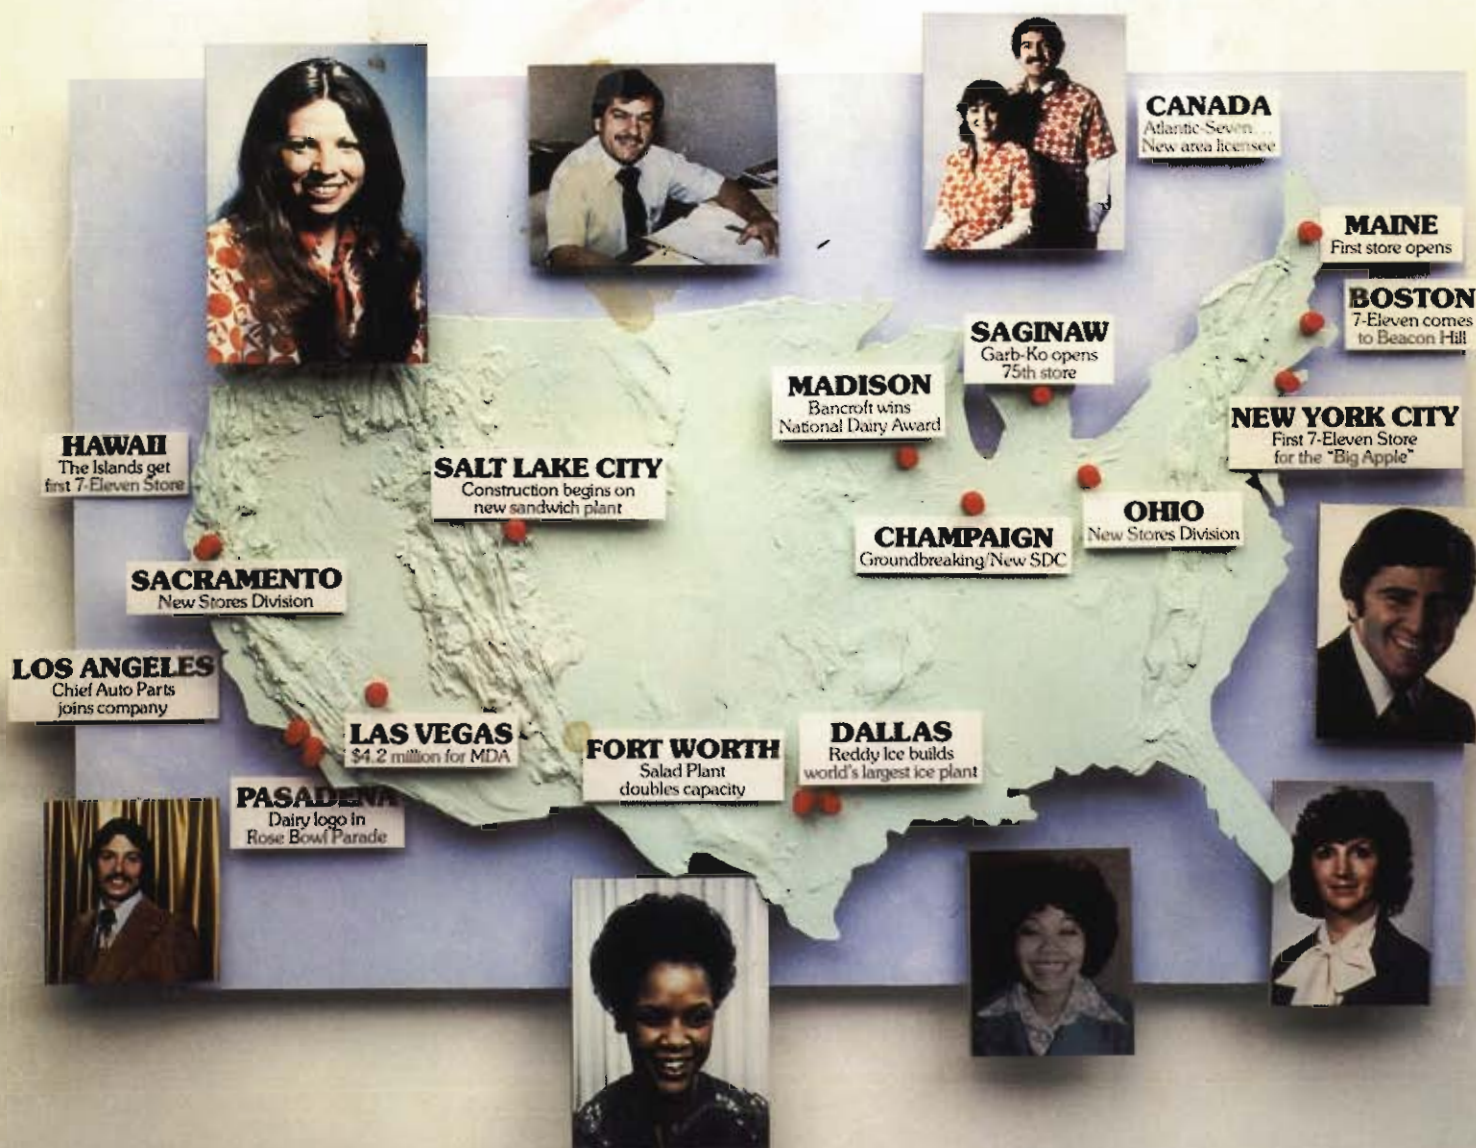 CANADA
Atlantic-Seven...
New area licensee
MAINE
First store opens
BOSTON
7-Eleven comes
to Beacon Hill
SAGINAW
Garb-Ko opens
75th store
MADISON
Bancroft wins
National Dairy Award
NEW YORK CITY
First 7-Eleven Store
for the "Big Apple"
HAWAII
The Islands get
first 7-Eleven Store
SALT LAKE CITY
Construction begins on
new sandwich plant
CHAMPAIGN
Groundbreaking/New SDC
OHIO
New Stores Division
SACRAMENTO
New Stores Division
LOS ANGELES
Chief Auto Parts
joins company
LAS VEGAS
$4.2 million for MDA
FORT WORTH
Salad Plant
doubles capacity
DALLAS
Reddy Ice builds
world's largest ice plant
PASADENA
Dairy logo in
Rose Bowl Parade